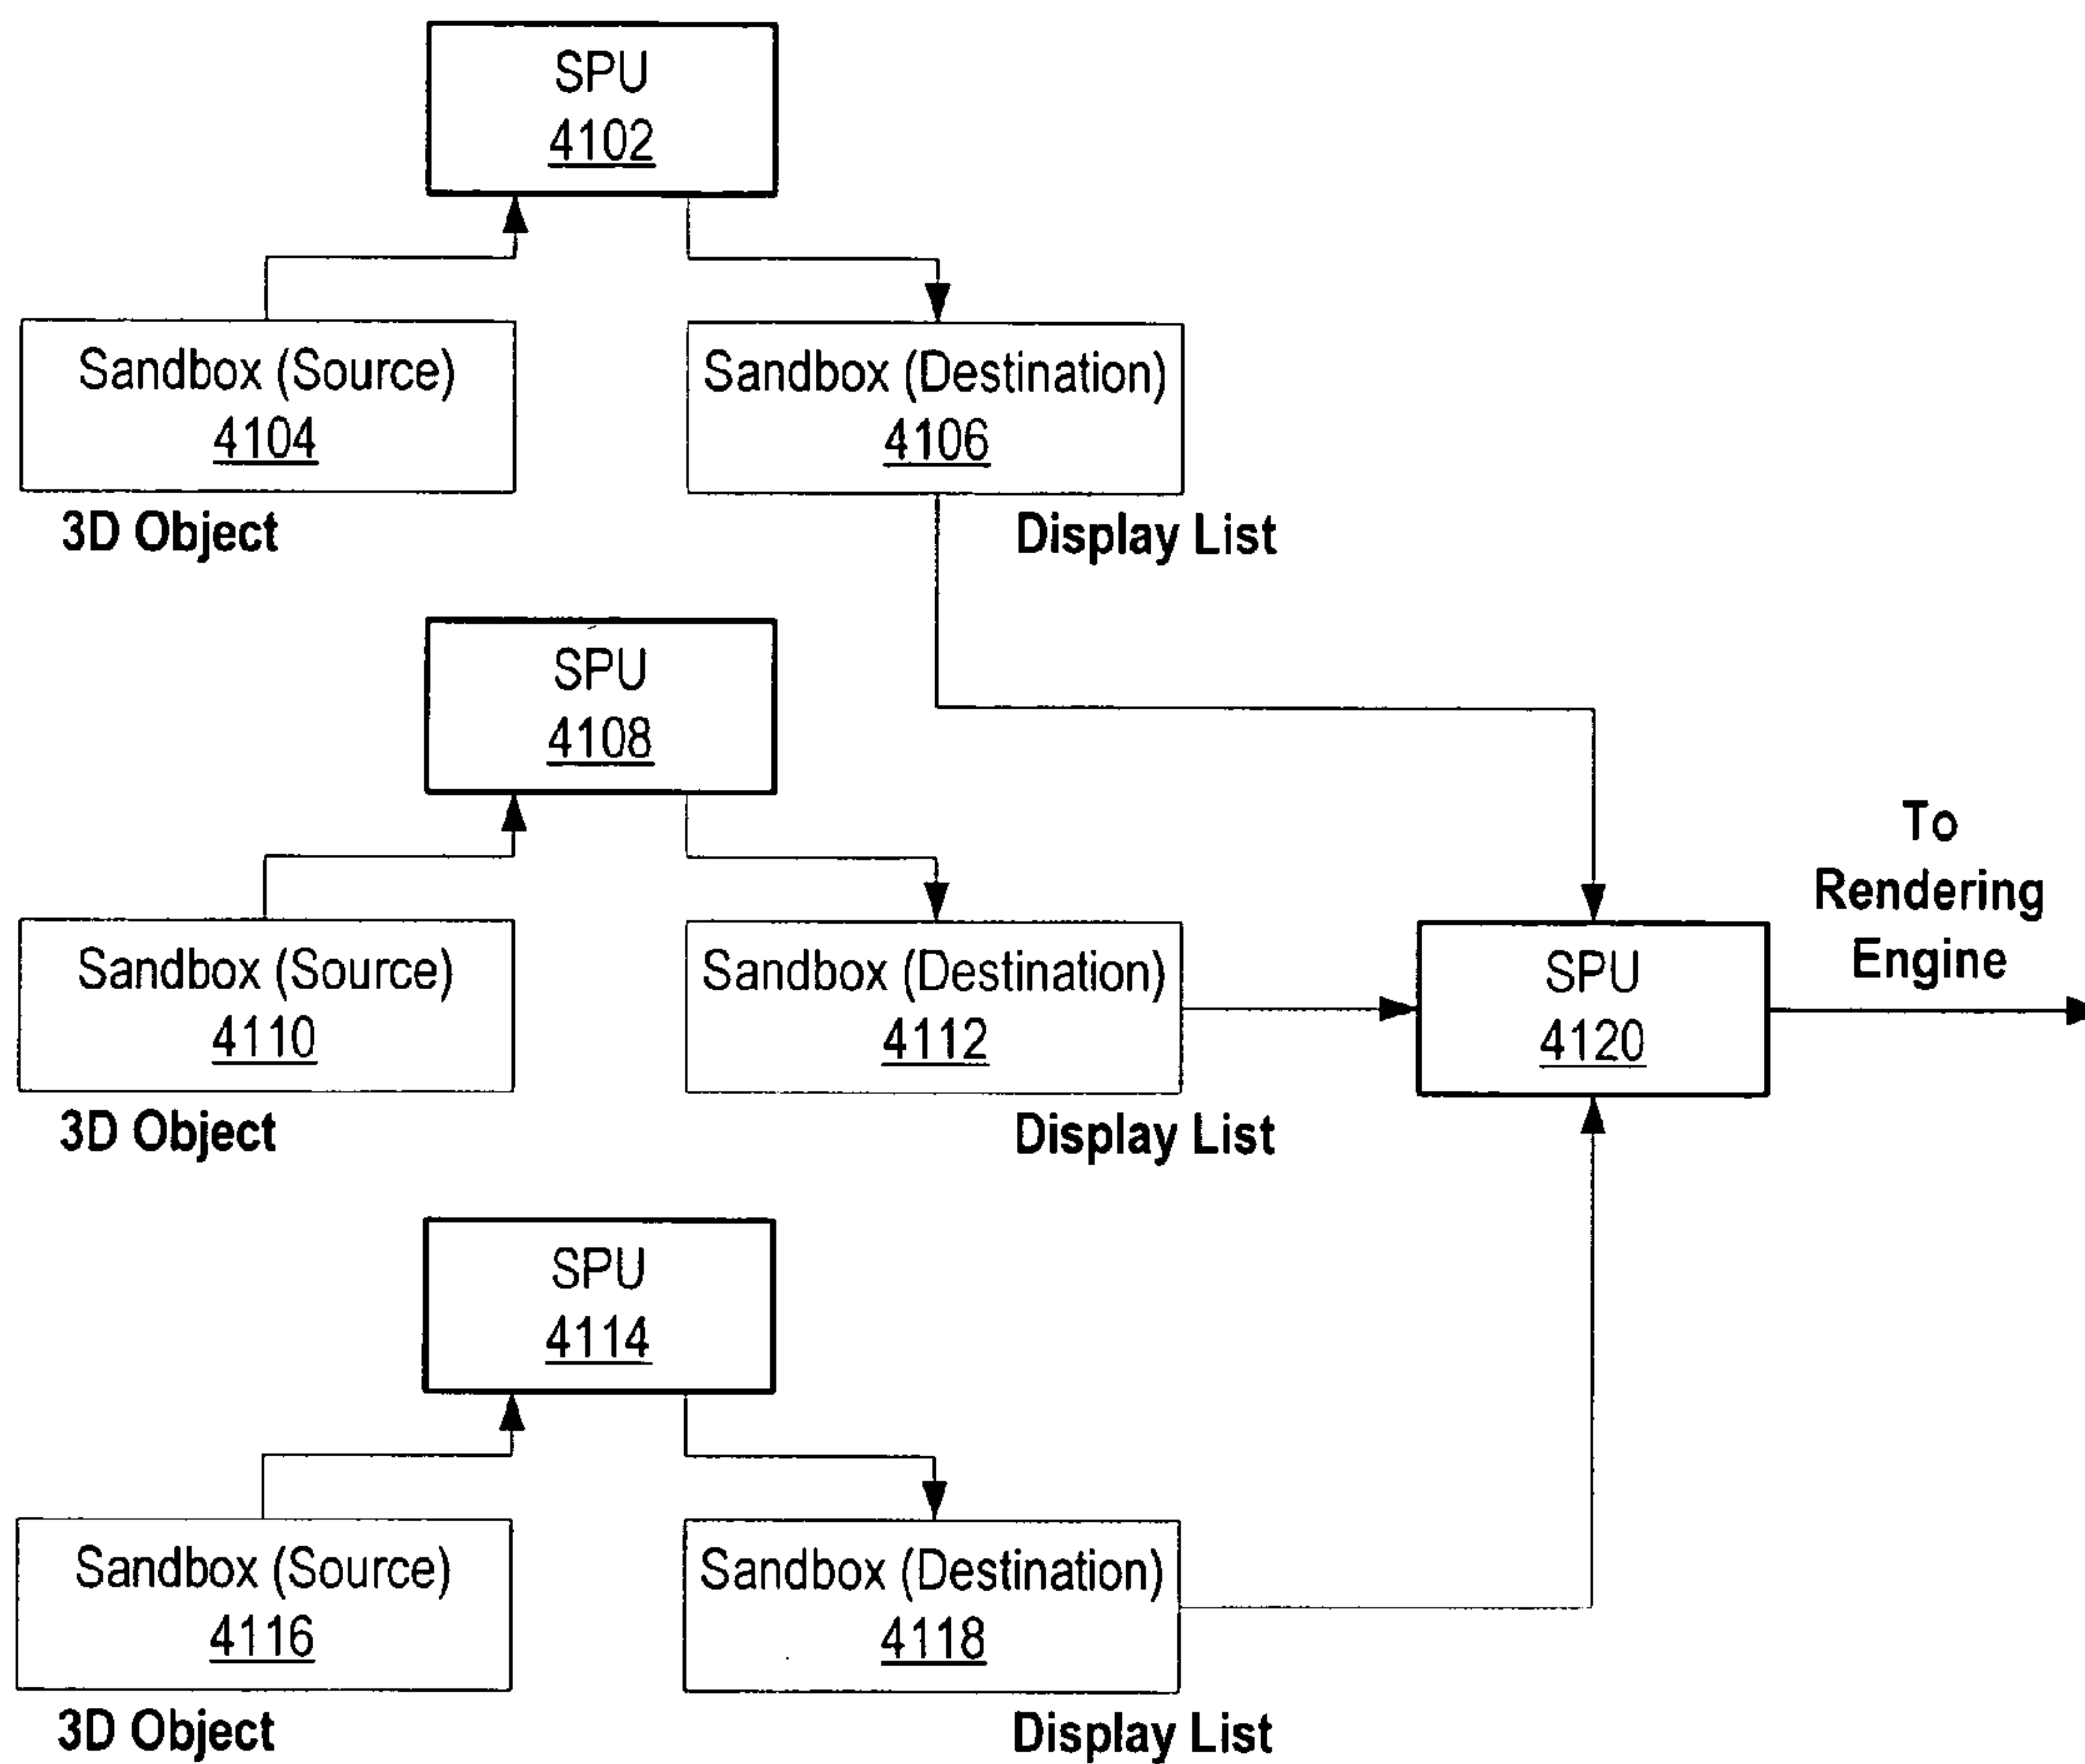 SPU
4102
Sandbox (Source)
4104
3D Object
Sandbox (Destination)
4106
Display List
SPU
4108
Sandbox (Source)
4110
3D Object
Sandbox (Destination)
4112
Display List
SPU
4114
Sandbox (Source)
4116
3D Object
Sandbox (Destination)
4118
Display List
SPU
4120
To
Rendering
Engine